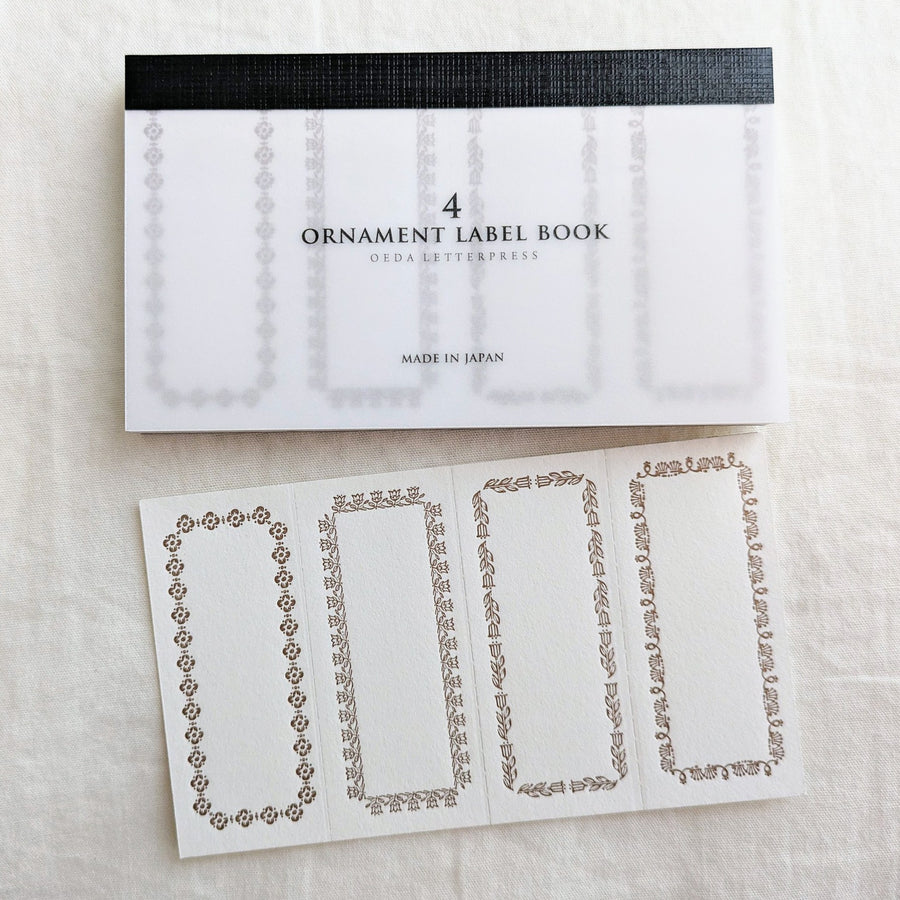 4
ORNAMENT LABEL BOOK
OEDA LETTERPRESS
MADE IN JAPAN